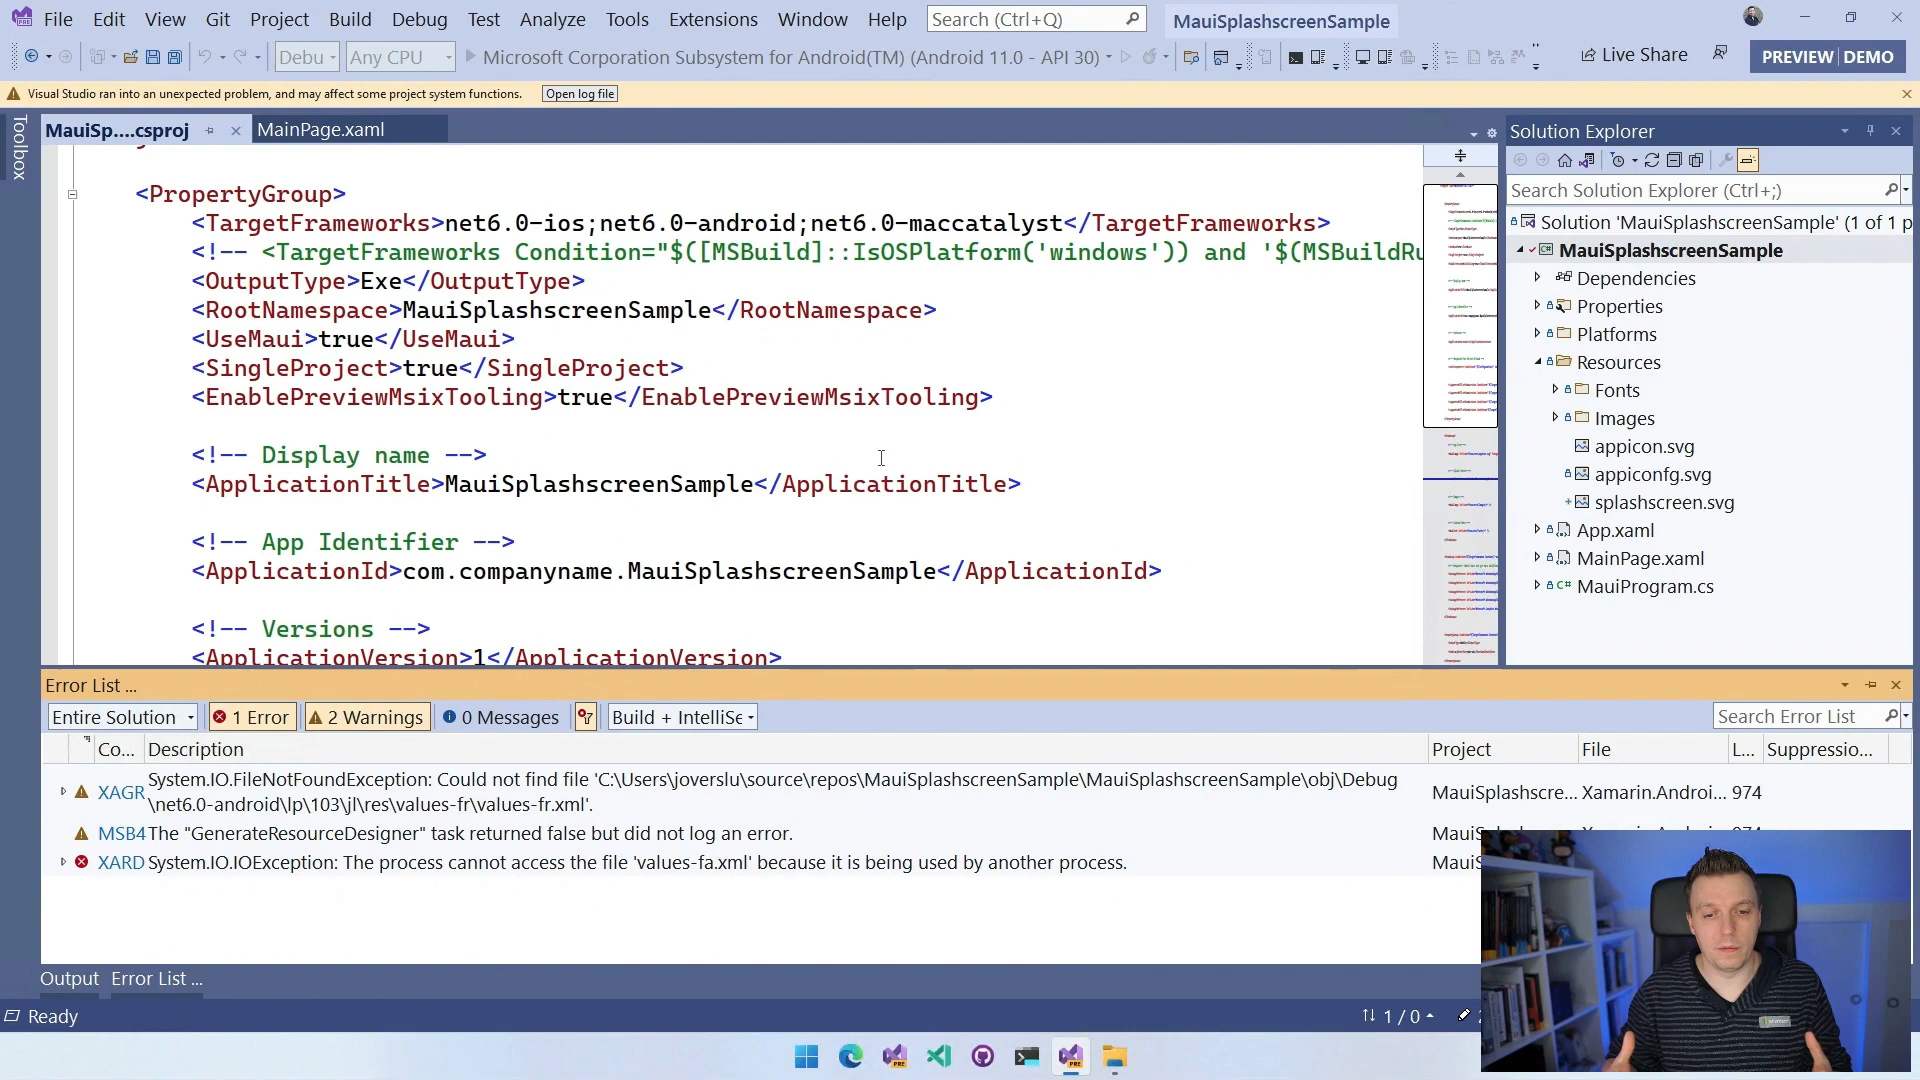 File Edit View Git Project Build Debug Test Analyze Tools Extensions Window Help Search (Ctrl+Q) MauiSplashscreenSample
Debu Any CPU Microsoft Corporation Subsystem for Android(TM) (Android 11.0 - API 30) Live Share PREVIEW DEMO
Visual Studio ran into an unexpected problem, and may affect some project system functions. Open log file
Toolbox
MauiSp....csproj MainPage.xaml
<PropertyGroup>
<TargetFrameworks>net6.0-ios;net6.0-android;net6.0-maccatalyst</TargetFrameworks>
<!-- <TargetFrameworks Condition="$([MSBuild]::IsOSPlatform('windows')) and '$(MSBuildRu
<OutputType>Exe</OutputType>
<RootNamespace>MauiSplashscreenSample</RootNamespace>
<UseMaui>true</UseMaui>
<SingleProject>true</SingleProject>
<EnablePreviewMsixTooling>true</EnablePreviewMsixTooling>
<!-- Display name -->
<ApplicationTitle>MauiSplashscreenSample</ApplicationTitle>
<!-- App Identifier -->
<ApplicationId>com.companyname.MauiSplashscreenSample</ApplicationId>
<!-- Versions -->
<ApplicationVersion>1</ApplicationVersion>
Solution Explorer
Search Solution Explorer (Ctrl+;)
Solution 'MauiSplashscreenSample' (1 of 1 p
MauiSplashscreenSample
Dependencies
Properties
Platforms
Resources
Fonts
Images
appicon.svg
appiconfg.svg
splashscreen.svg
App.xaml
MainPage.xaml
MauiProgram.cs
Error List ...
Entire Solution 1 Error 2 Warnings 0 Messages Build + IntelliSe Search Error List
Co... Description Project File L... Suppressio...
XAGR System.IO.FileNotFoundException: Could not find file 'C:\Users\joverslu\source\repos\MauiSplashscreenSample\MauiSplashscreenSample\obj\Debug
\net6.0-android\lp\103\jl\res\values-fr\values-fr.xml'. MauiSplashscre... Xamarin.Androi... 974
MSB4 The "GenerateResourceDesigner" task returned false but did not log an error.
XARD System.IO.IOException: The process cannot access the file 'values-fa.xml' because it is being used by another process. MauiS
Output Error List ...
Ready 1 / 0